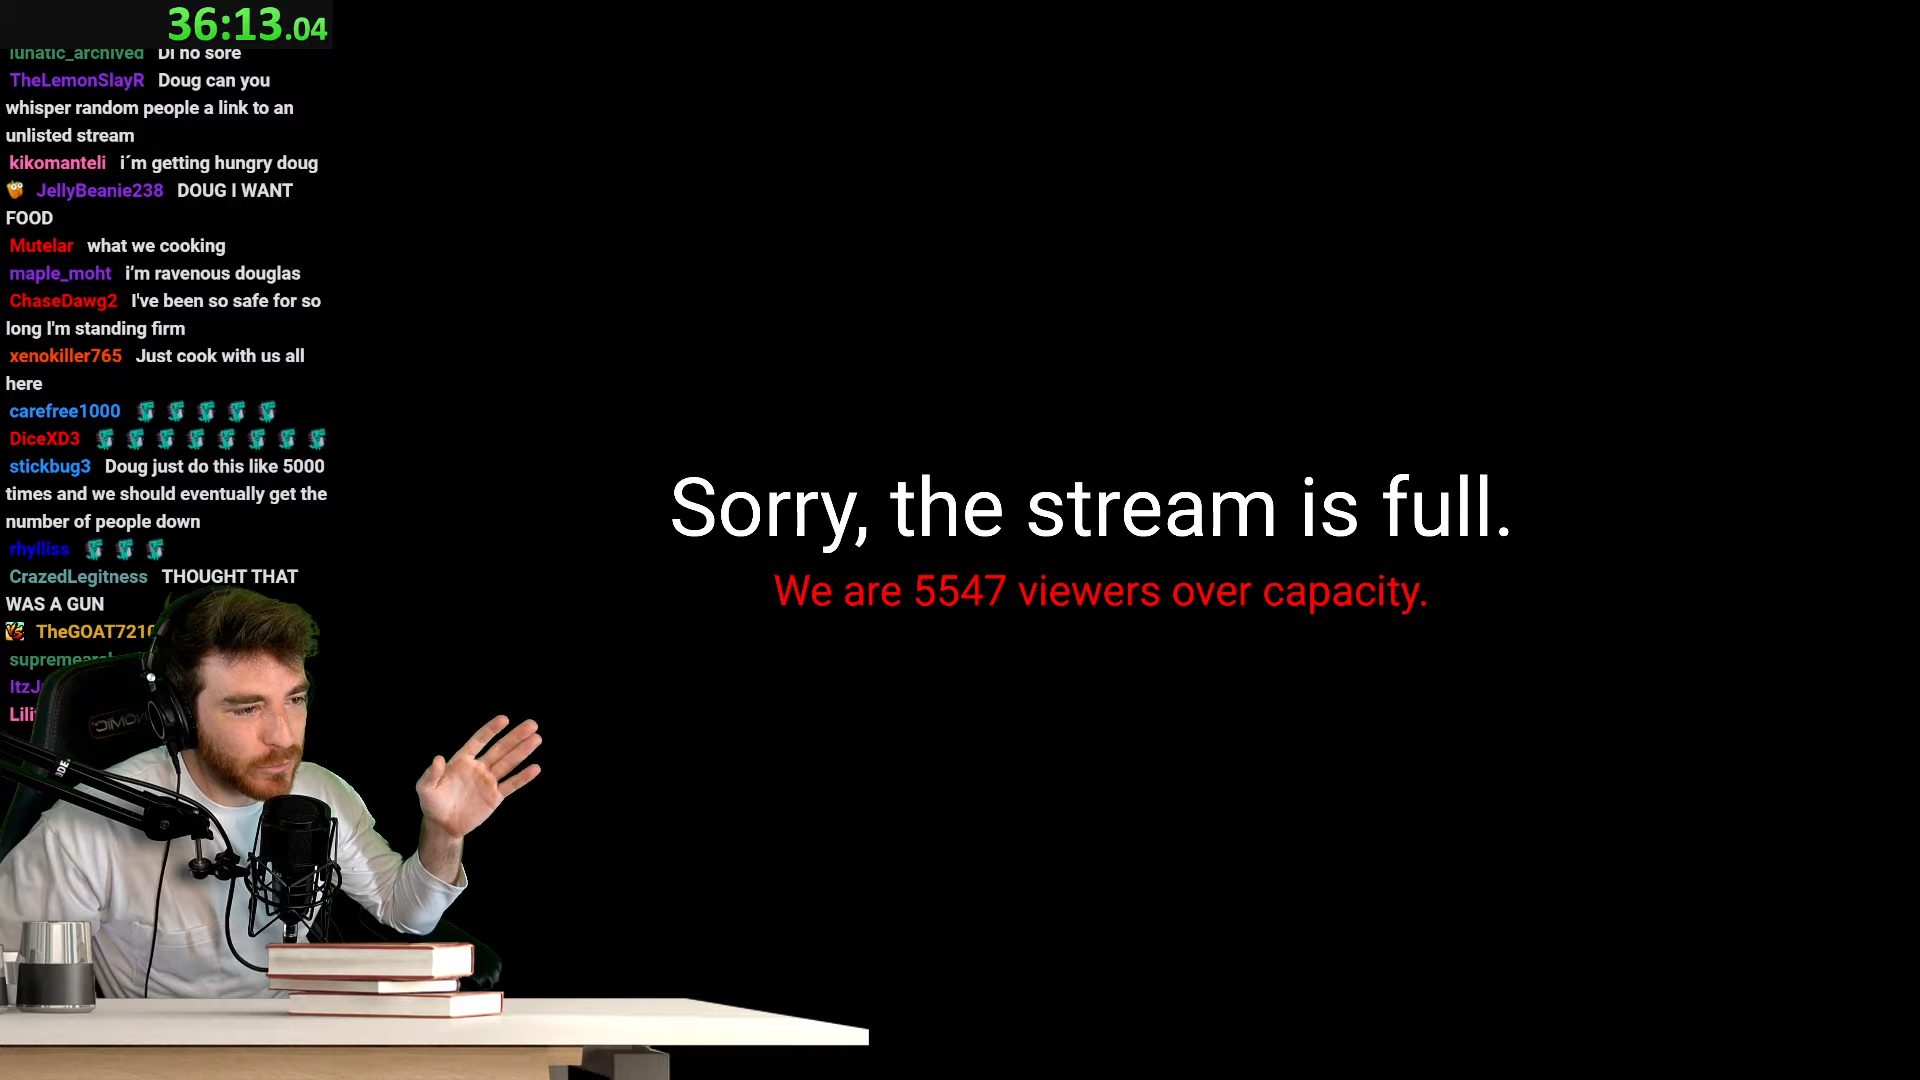 36:13.04
lunatic_archived Di no sore
TheLemonSlayR Doug can you
whisper random people a link to an
unlisted stream
kikomanteli i´m getting hungry doug
JellyBeanie238 DOUG I WANT
FOOD
Mutelar what we cooking
maple_moht i’m ravenous douglas
ChaseDawg2 I've been so safe for so
long I'm standing firm
xenokiller765 Just cook with us all
here
carefree1000
DiceXD3
stickbug3 Doug just do this like 5000
times and we should eventually get the
number of people down
rhylliss
CrazedLegitness THOUGHT THAT
WAS A GUN
TheGOAT7210
Sorry, the stream is full.
We are 5547 viewers over capacity.